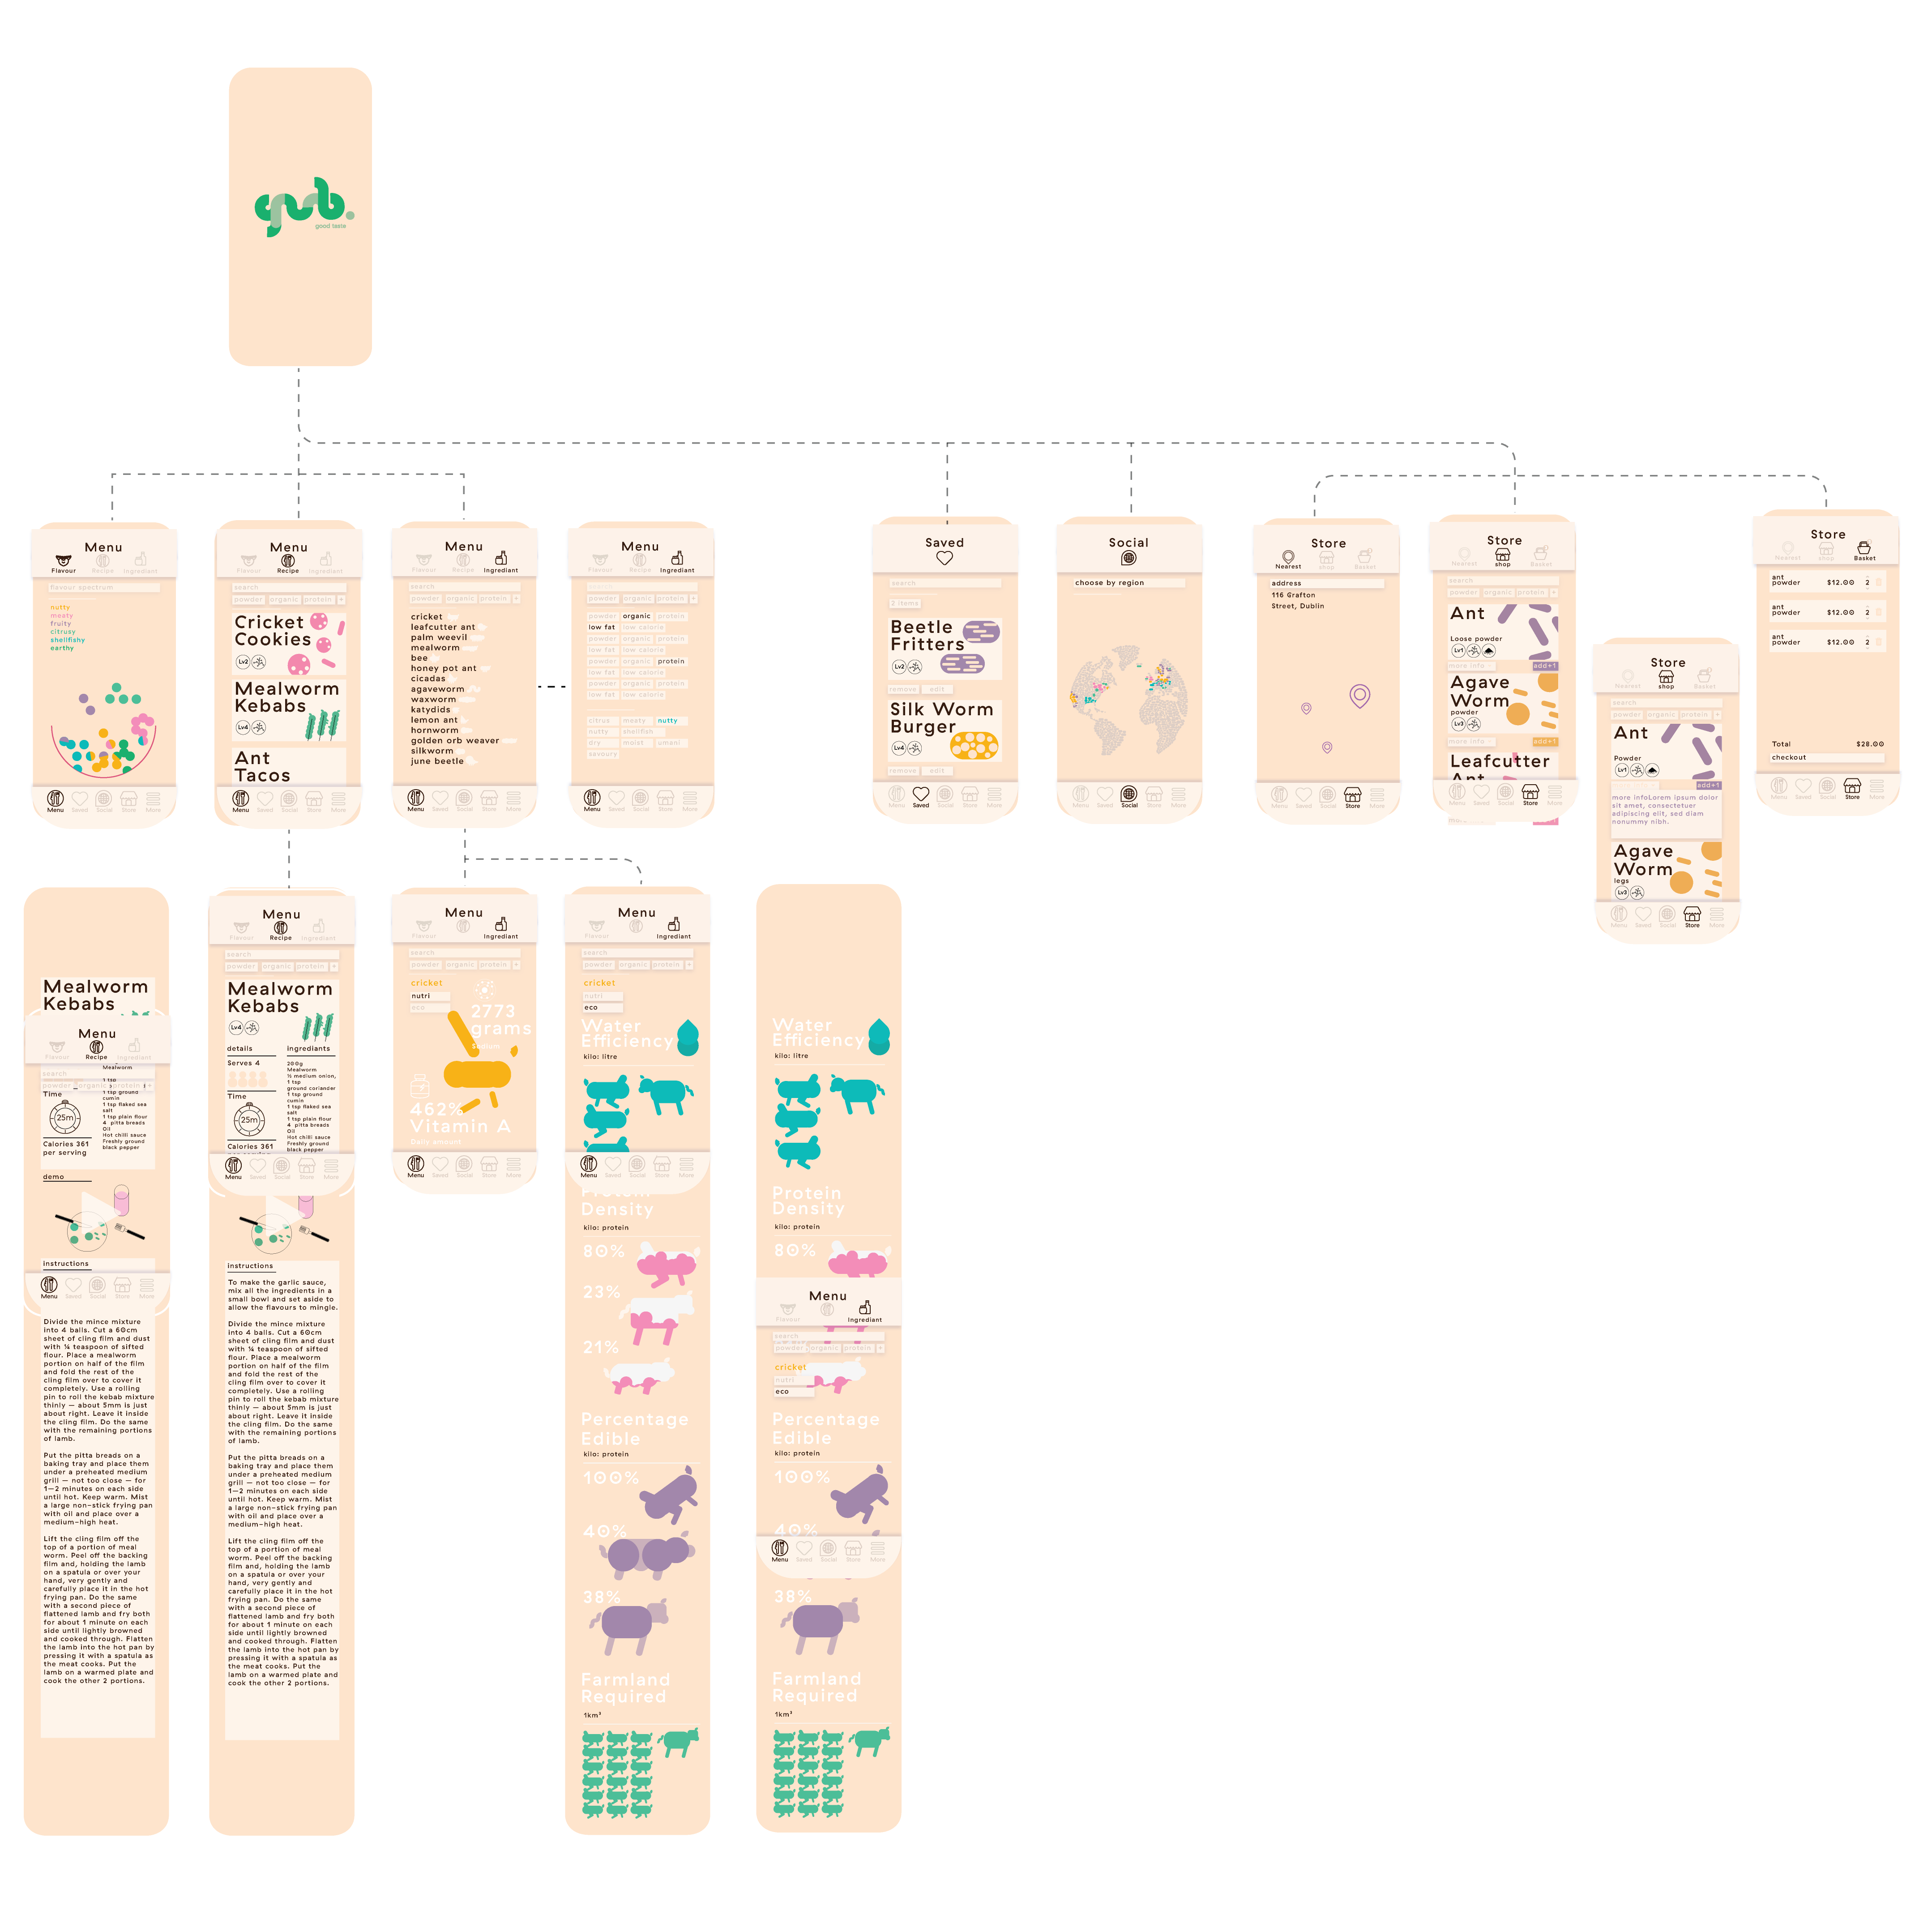 grub.
good taste
Menu
Flavour
Recipe
Ingrediant
flavour spectrum
nutty
meaty
fruity
citrusy
shellfishy
earthy
Menu
Saved
Social
Store
More
Menu
Flavour
Recipe
Ingrediant
search
powder organic protein +
Cricket
Cookies
Lv2
Mealworm
Kebabs
Lv4
Ant
Tacos
Menu
Saved
Social
Store
More
Menu
Flavour
Ingrediant
search
powder organic protein +
cricket
leafcutter ant
palm weevil
mealworm
bee
honey pot ant
cicadas
agaveworm
waxworm
katydids
lemon ant
hornworm
golden orb weaver
silkworm
june beetle
Menu
Saved
Social
Store
More
Menu
Flavour
Ingrediant
search
powder organic protein +
powder organic protein
low fat low calorie
powder organic protein
low fat low calorie
powder organic protein
low fat low calorie
powder organic protein
low fat low calorie
citrus meaty nutty
nutty shellfish
dry moist umani
savoury
Menu
Saved
Social
Store
More
Saved
search
2 items
Beetle
Fritters
Lv2
remove edit
Silk Worm
Burger
Lv4
remove edit
Menu
Saved
Social
Store
More
Social
choose by region
Menu
Saved
Social
Store
More
Store
Nearest
shop
Basket
address
116 Grafton
Street, Dublin
Menu
Saved
Social
Store
More
Store
Nearest
shop
Basket
search
powder organic protein +
Ant
Loose powder
Lv1
more info
add+1
Agave
Worm
powder
Lv3
more info
add+1
Leafcutter
Ant
Menu
Saved
Social
Store
More
Store
Nearest
shop
Basket
search
powder organic protein +
Ant
Powder
Lv1
add+1
more infoLorem ipsum dolor
sit amet, consectetuer
adipiscing elit, sed diam
nonummy nibh.
Agave
Worm
legs
Lv3
Menu
Saved
Social
Store
More
Store
Nearest
shop
Basket
ant
powder $12.00 2
ant
powder $12.00 2
ant
powder $12.00 2
Total $28.00
checkout
Menu
Saved
Social
Store
More
Mealworm
Kebabs
Menu
Flavour
Recipe
Ingrediant
Mealworm
search
powder organic protein +
1 tsp
1 tsp ground
cumin
1 tsp flaked sea
salt
1 tsp plain flour
4 pitta breads
Oil
Hot chilli sauce
Freshly ground
black pepper
Time
25m
Calories 361
per serving
demo
instructions
Menu
Saved
Social
Store
More
Divide the mince mixture
into 4 balls. Cut a 60cm
sheet of cling film and dust
with ¼ teaspoon of sifted
flour. Place a mealworm
portion on half of the film
and fold the rest of the
cling film over to cover it
completely. Use a rolling
pin to roll the kebab mixture
thinly — about 5mm is just
about right. Leave it inside
the cling film. Do the same
with the remaining portions
of lamb.
Put the pitta breads on a
baking tray and place them
under a preheated medium
grill — not too close — for
1—2 minutes on each side
until hot. Keep warm. Mist
a large non-stick frying pan
with oil and place over a
medium-high heat.
Lift the cling film off the
top of a portion of meal
worm. Peel off the backing
film and, holding the lamb
on a spatula or over your
hand, very gently and
carefully place it in the hot
frying pan. Do the same
with a second piece of
flattened lamb and fry both
for about 1 minute on each
side until lightly browned
and cooked through. Flatten
the lamb into the hot pan by
pressing it with a spatula as
the meat cooks. Put the
lamb on a warmed plate and
cook the other 2 portions.
Menu
Flavour
Recipe
Ingrediant
search
powder organic protein +
Mealworm
Kebabs
Lv4
details
Serves 4
Time
25m
Calories 361
ingrediants
200g
Mealworm
½ medium onion,
1 tsp
ground coriander
1 tsp ground
cumin
1 tsp flaked sea
salt
1 tsp plain flour
4 pitta breads
Oil
Hot chilli sauce
Freshly ground
black pepper
Menu
Saved
Social
Store
More
instructions
To make the garlic sauce,
mix all the ingredients in a
small bowl and set aside to
allow the flavours to mingle.
Divide the mince mixture
into 4 balls. Cut a 60cm
sheet of cling film and dust
with ¼ teaspoon of sifted
flour. Place a mealworm
portion on half of the film
and fold the rest of the
cling film over to cover it
completely. Use a rolling
pin to roll the kebab mixture
thinly — about 5mm is just
about right. Leave it inside
the cling film. Do the same
with the remaining portions
of lamb.
Put the pitta breads on a
baking tray and place them
under a preheated medium
grill — not too close — for
1—2 minutes on each side
until hot. Keep warm. Mist
a large non-stick frying pan
with oil and place over a
medium-high heat.
Lift the cling film off the
top of a portion of meal
worm. Peel off the backing
film and, holding the lamb
on a spatula or over your
hand, very gently and
carefully place it in the hot
frying pan. Do the same
with a second piece of
flattened lamb and fry both
for about 1 minute on each
side until lightly browned
and cooked through. Flatten
the lamb into the hot pan by
pressing it with a spatula as
the meat cooks. Put the
lamb on a warmed plate and
cook the other 2 portions.
Menu
Flavour
Ingrediant
search
powder organic protein +
cricket
nutri
eco
2773
grams
Sodium
462%
Vitamin A
Daily amount
Menu
Saved
Social
Store
More
Menu
Flavour
Ingrediant
search
powder organic protein +
cricket
nutri
eco
Water
Efficiency
kilo: litre
Menu
Saved
Social
Store
More
Protein
Density
kilo: protein
80%
23%
21%
Percentage
Edible
kilo: protein
100%
40%
38%
Farmland
Required
1km²
Water
Efficiency
kilo: litre
Protein
Density
kilo: protein
80%
Menu
Flavour
Ingrediant
search
powder organic protein +
cricket
nutri
eco
Percentage
Edible
kilo: protein
100%
40%
Menu
Saved
Social
Store
More
38%
Farmland
Required
1km²